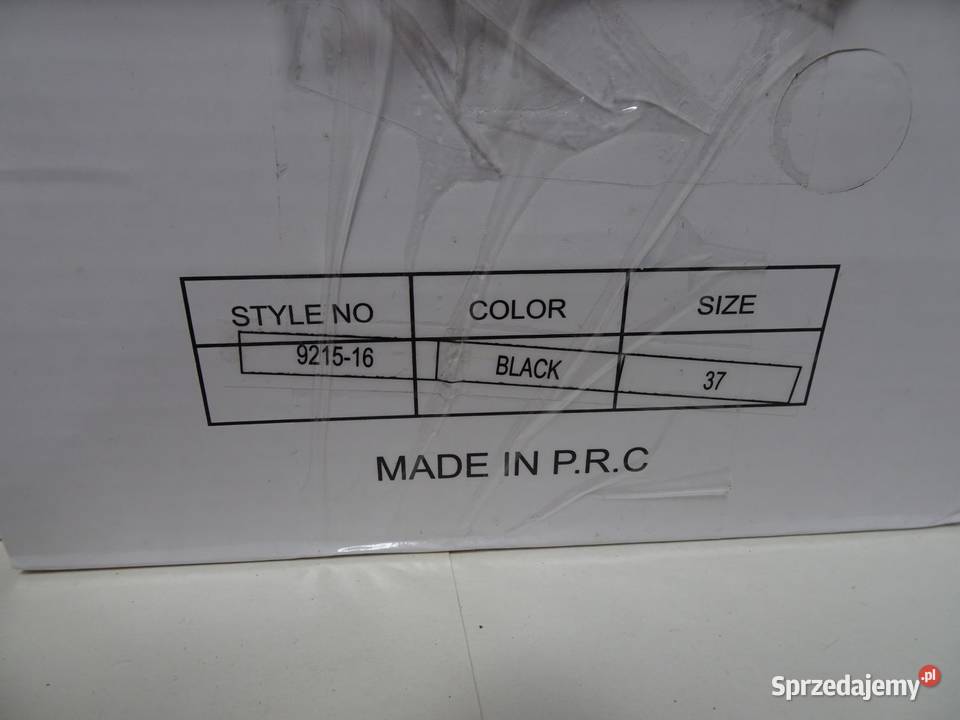 STYLE NO COLOR SIZE
9215-16 BLACK 37
MADE IN P.R.C
Sprzedajemy.pl